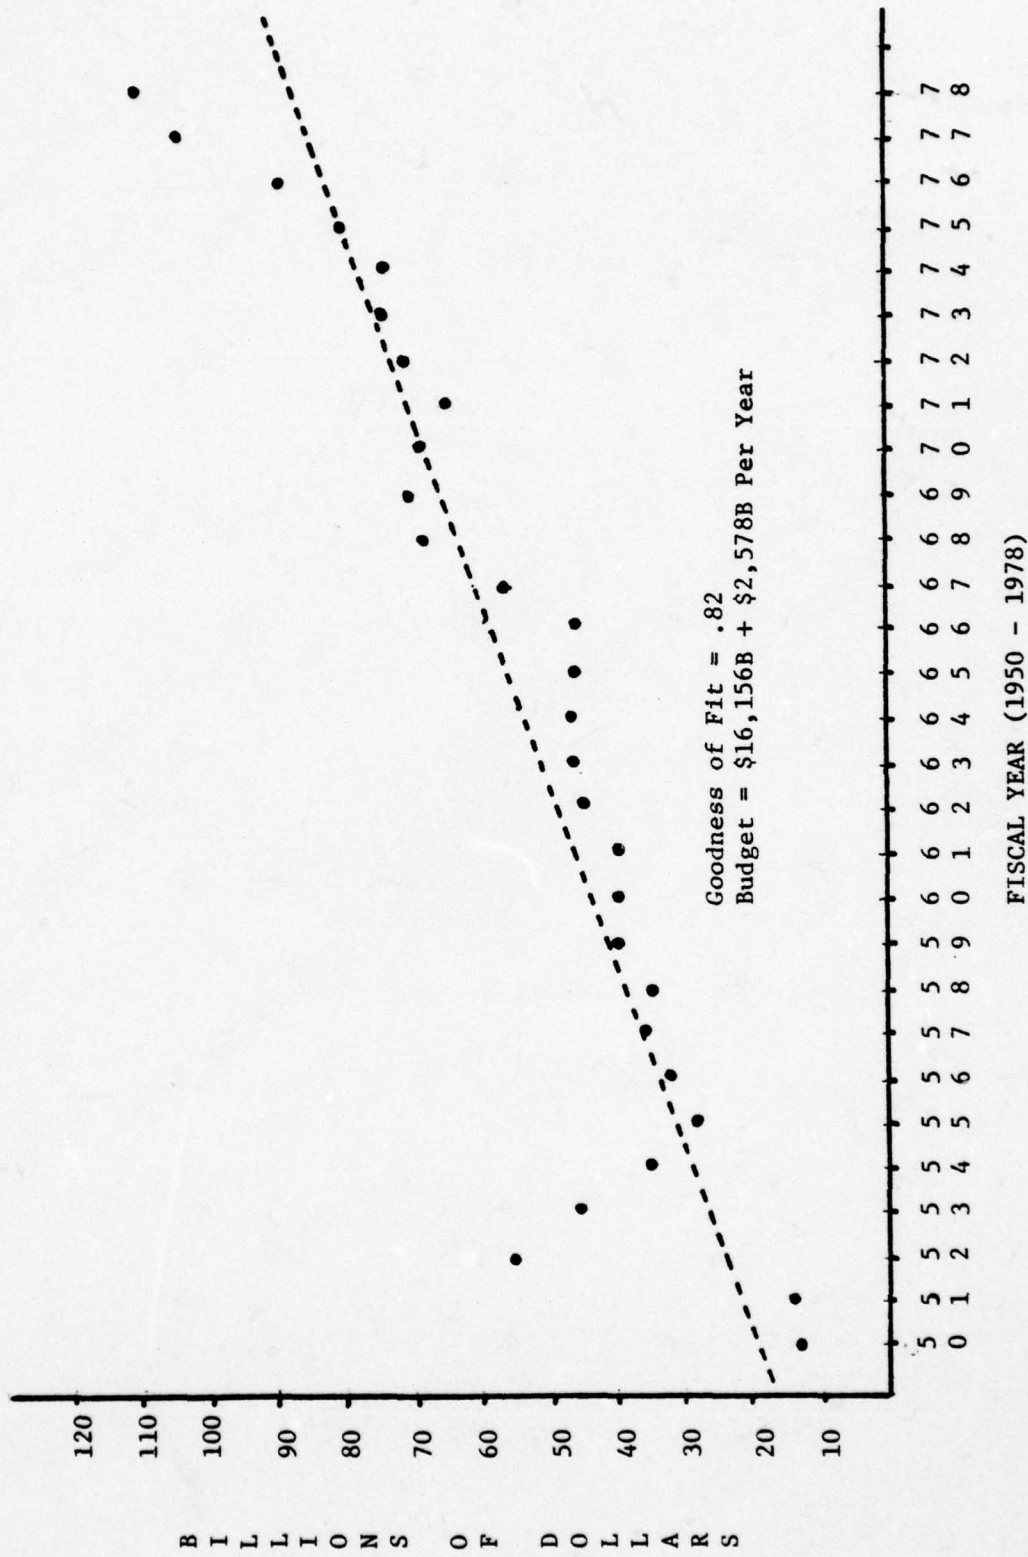 120
110
100
90
80
70
60
50
40
30
20
10
BILLIONS OF DOLLARS
Goodness of Fit = .82
Budget = $16,156B + $2,578B Per Year
5 5 5 5 5 5 5 5 5 5 6 6 6 6 6 6 6 6 6 6 7 7 7 7 7 7 7 7 7
0 1 2 3 4 5 6 7 8 9 0 1 2 3 4 5 6 7 8 9 0 1 2 3 4 5 6 7 8
FISCAL YEAR (1950 - 1978)